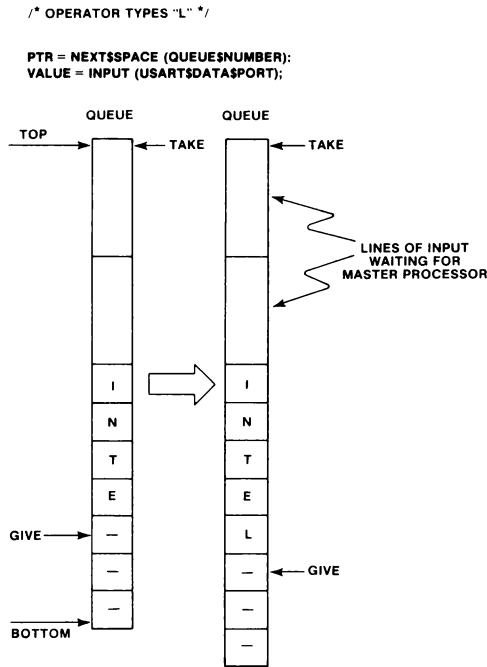 /* OPERATOR TYPES "L" */
PTR = NEXT$SPACE (QUEUE$NUMBER):
VALUE = INPUT (USART$DATA$PORT);
QUEUE
QUEUE
TOP
TAKE
TAKE
LINES OF INPUT
WAITING FOR
MASTER PROCESSOR
I
I
N
N
T
T
E
E
GIVE
—
L
—
—
GIVE
—
—
BOTTOM
—